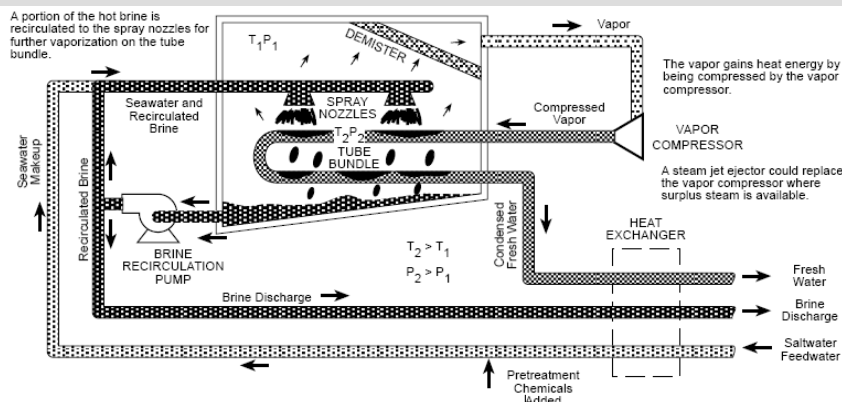 A portion of the hot brine is
recirculated to the spray nozzles for
further vaporization on the tube
bundle.
T1P1
DEMISTER
Vapor
The vapor gains heat energy by
being compressed by the vapor
compressor.
Seawater and
Recirculated
Brine
SPRAY
NOZZLES
Compressed
Vapor
T2P2
TUBE
BUNDLE
VAPOR
COMPRESSOR
A steam jet ejector could replace
the vapor compressor where
surplus steam is available.
Seawater
Makeup
Recirculated Brine
BRINE
RECIRCULATION
PUMP
T2 > T1
P2 > P1
Condensed
Fresh Water
HEAT
EXCHANGER
Fresh
Water
Brine Discharge
Brine
Discharge
Saltwater
Feedwater
Pretreatment
Chemicals
Added